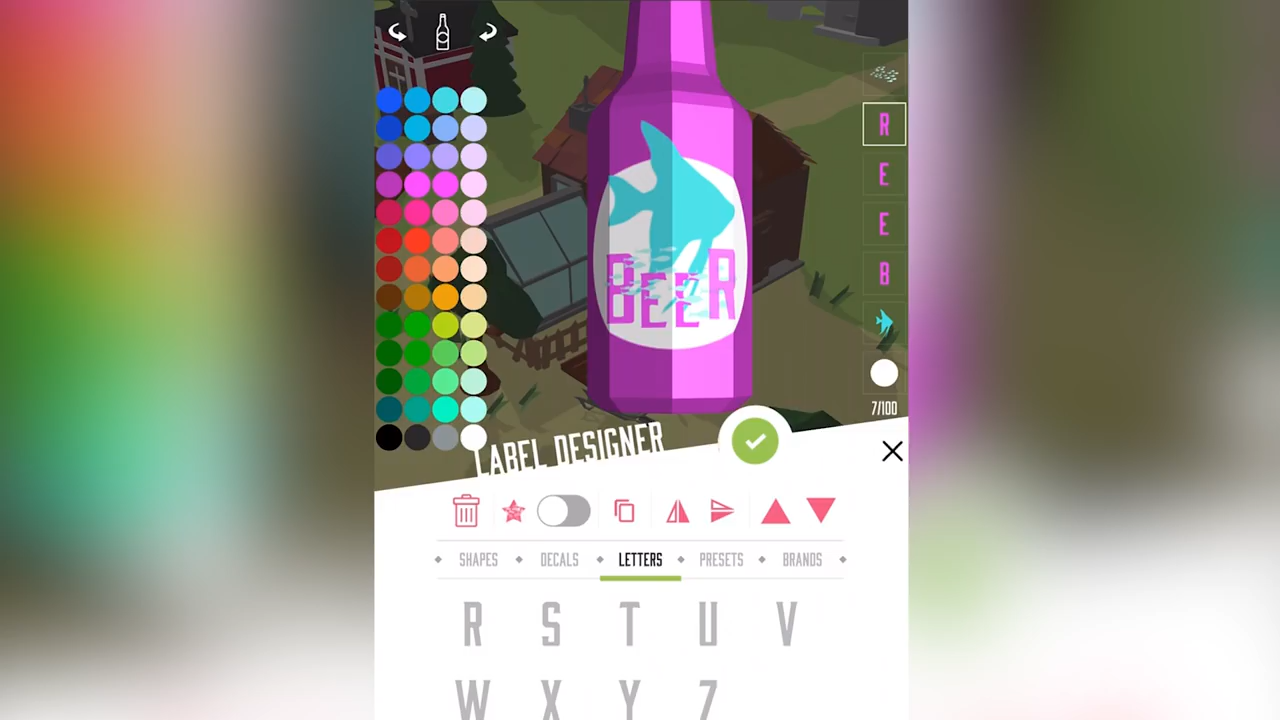 R
E
E
B
BEER
7/100
LABEL DESIGNER
SHAPES DECALS LETTERS PRESETS BRANDS
R S T U V
W X Y Z